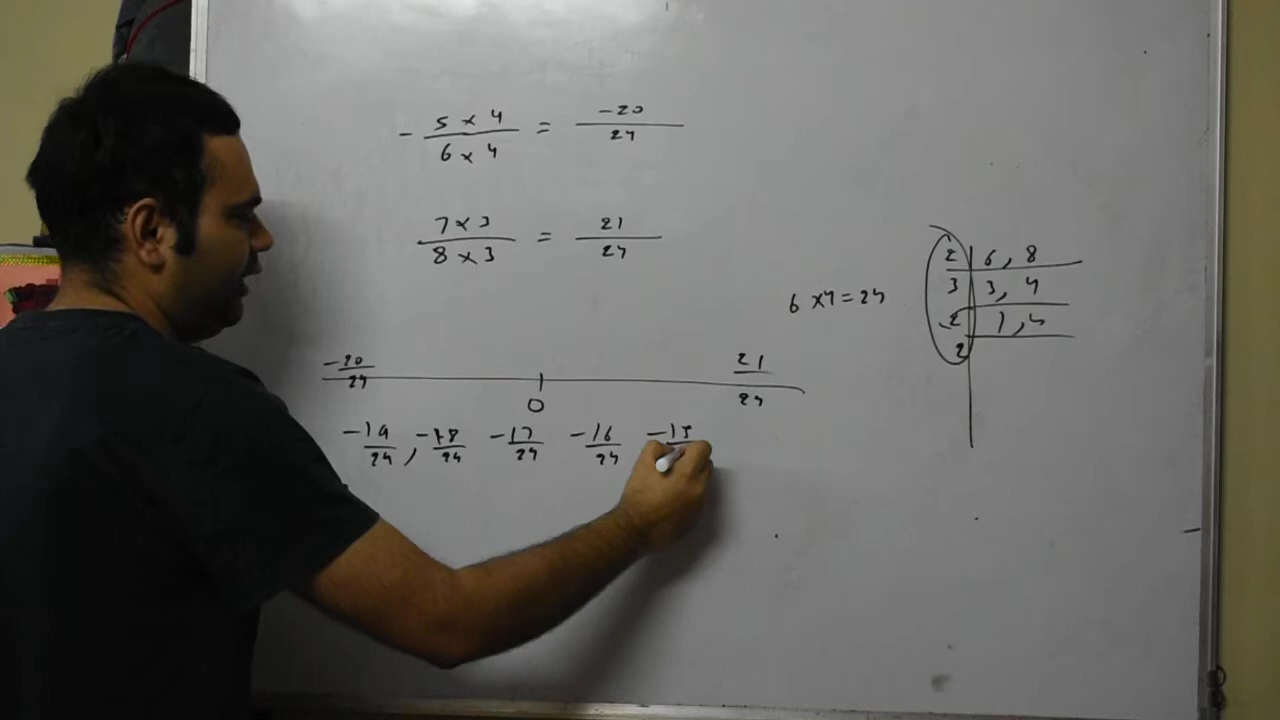 - 5 × 4 / 6 × 4 = -20 / 24
7 × 3 / 8 × 3 = 21 / 24
2 | 6, 8
3 | 3, 4
6 × 4 = 24
2 | 1, 4
2
-20/24 0 21/24
-19/24, -18/24 -17/24 -16/24 -15